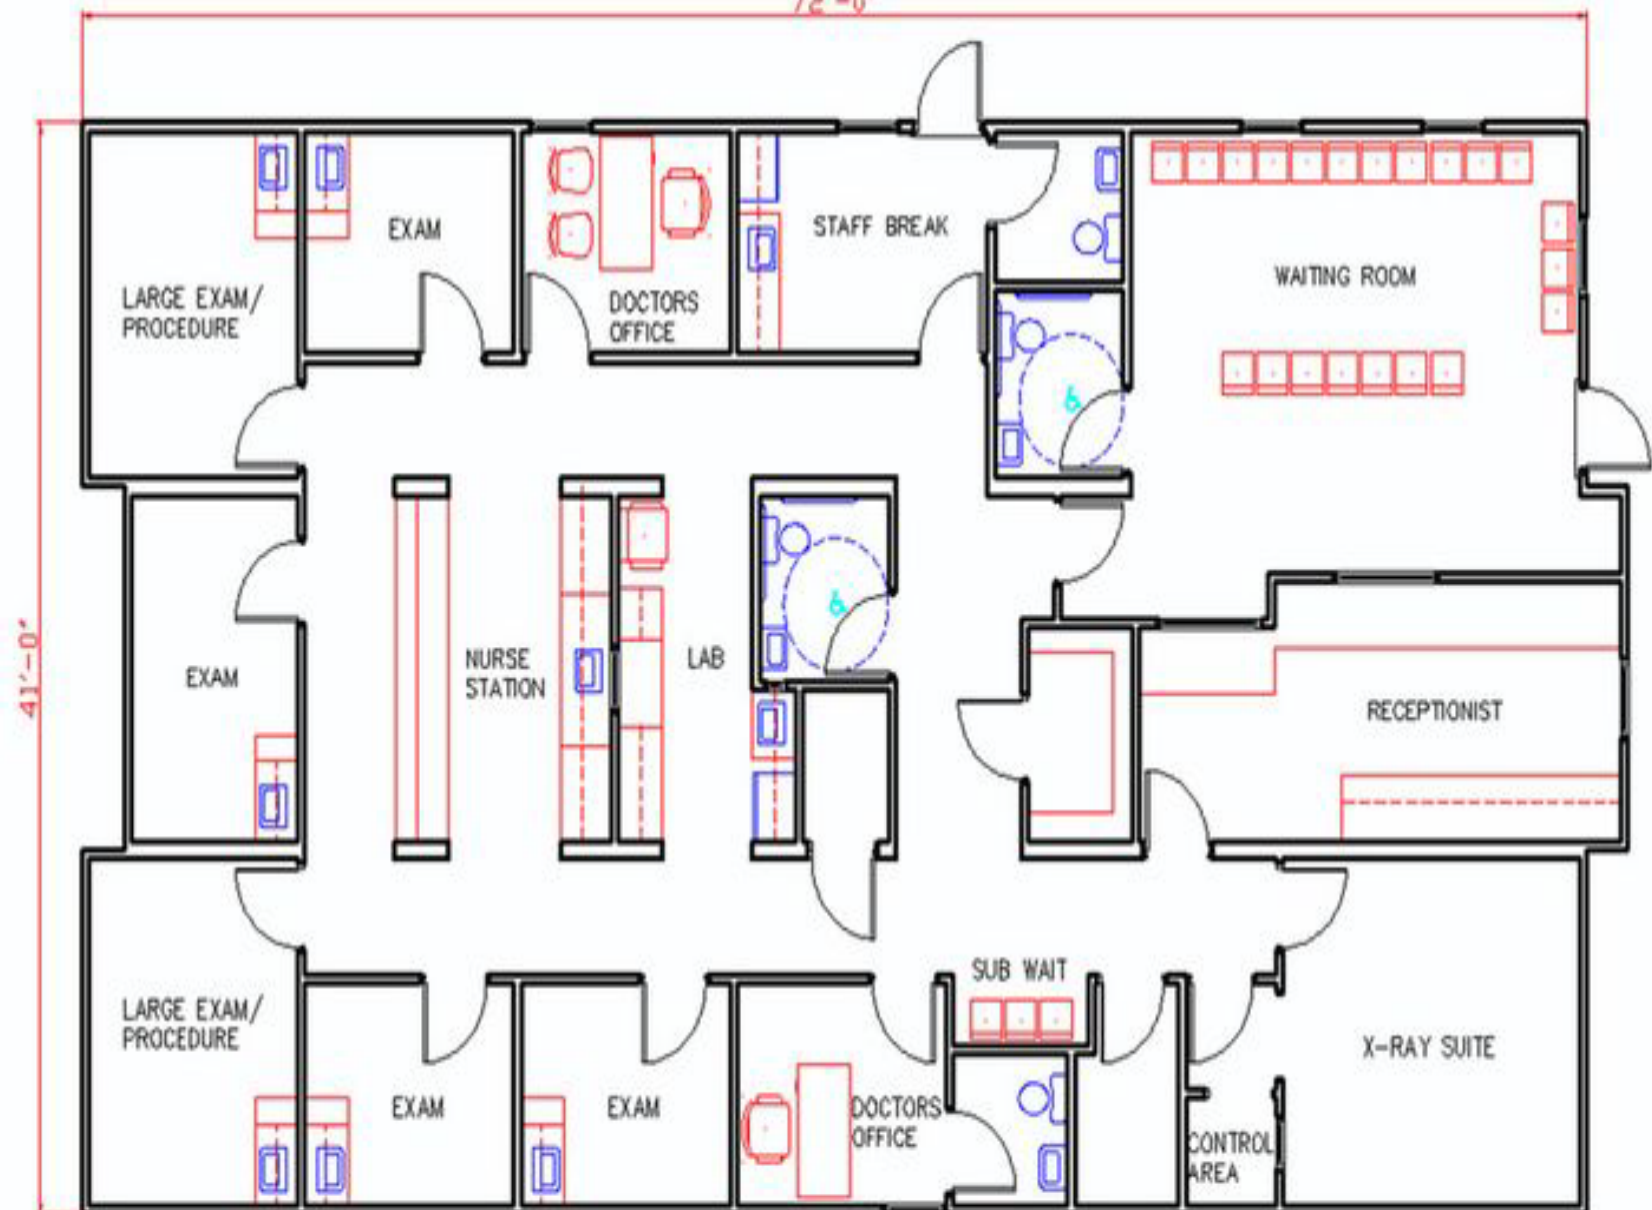 EXAM
STAFF BREAK
WAITING ROOM
LARGE EXAM/
PROCEDURE
DOCTORS
OFFICE
41'-0"
EXAM
NURSE
STATION
LAB
RECEPTIONIST
SUB WAIT
LARGE EXAM/
PROCEDURE
X-RAY SUITE
EXAM
EXAM
DOCTORS
OFFICE
CONTROL
AREA